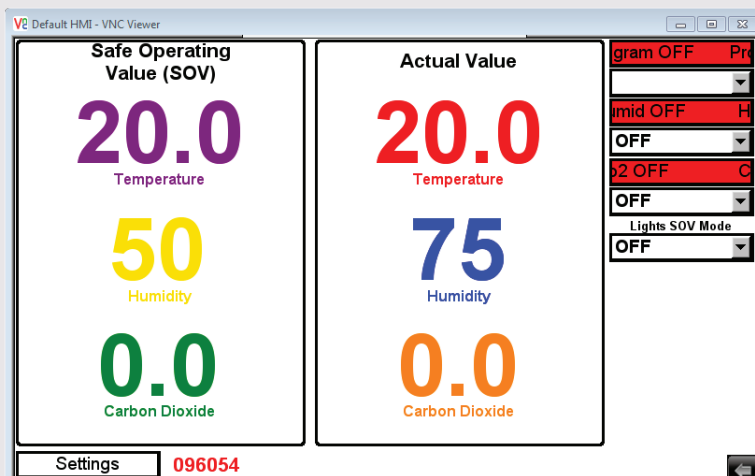 Default HMI - VNC Viewer
Safe Operating
Value (SOV)
20.0
Temperature
50
Humidity
0.0
Carbon Dioxide
Actual Value
20.0
Temperature
75
Humidity
0.0
Carbon Dioxide
gram OFF Pro
umid OFF H
OFF
o2 OFF C
OFF
Lights SOV Mode
OFF
Settings
096054